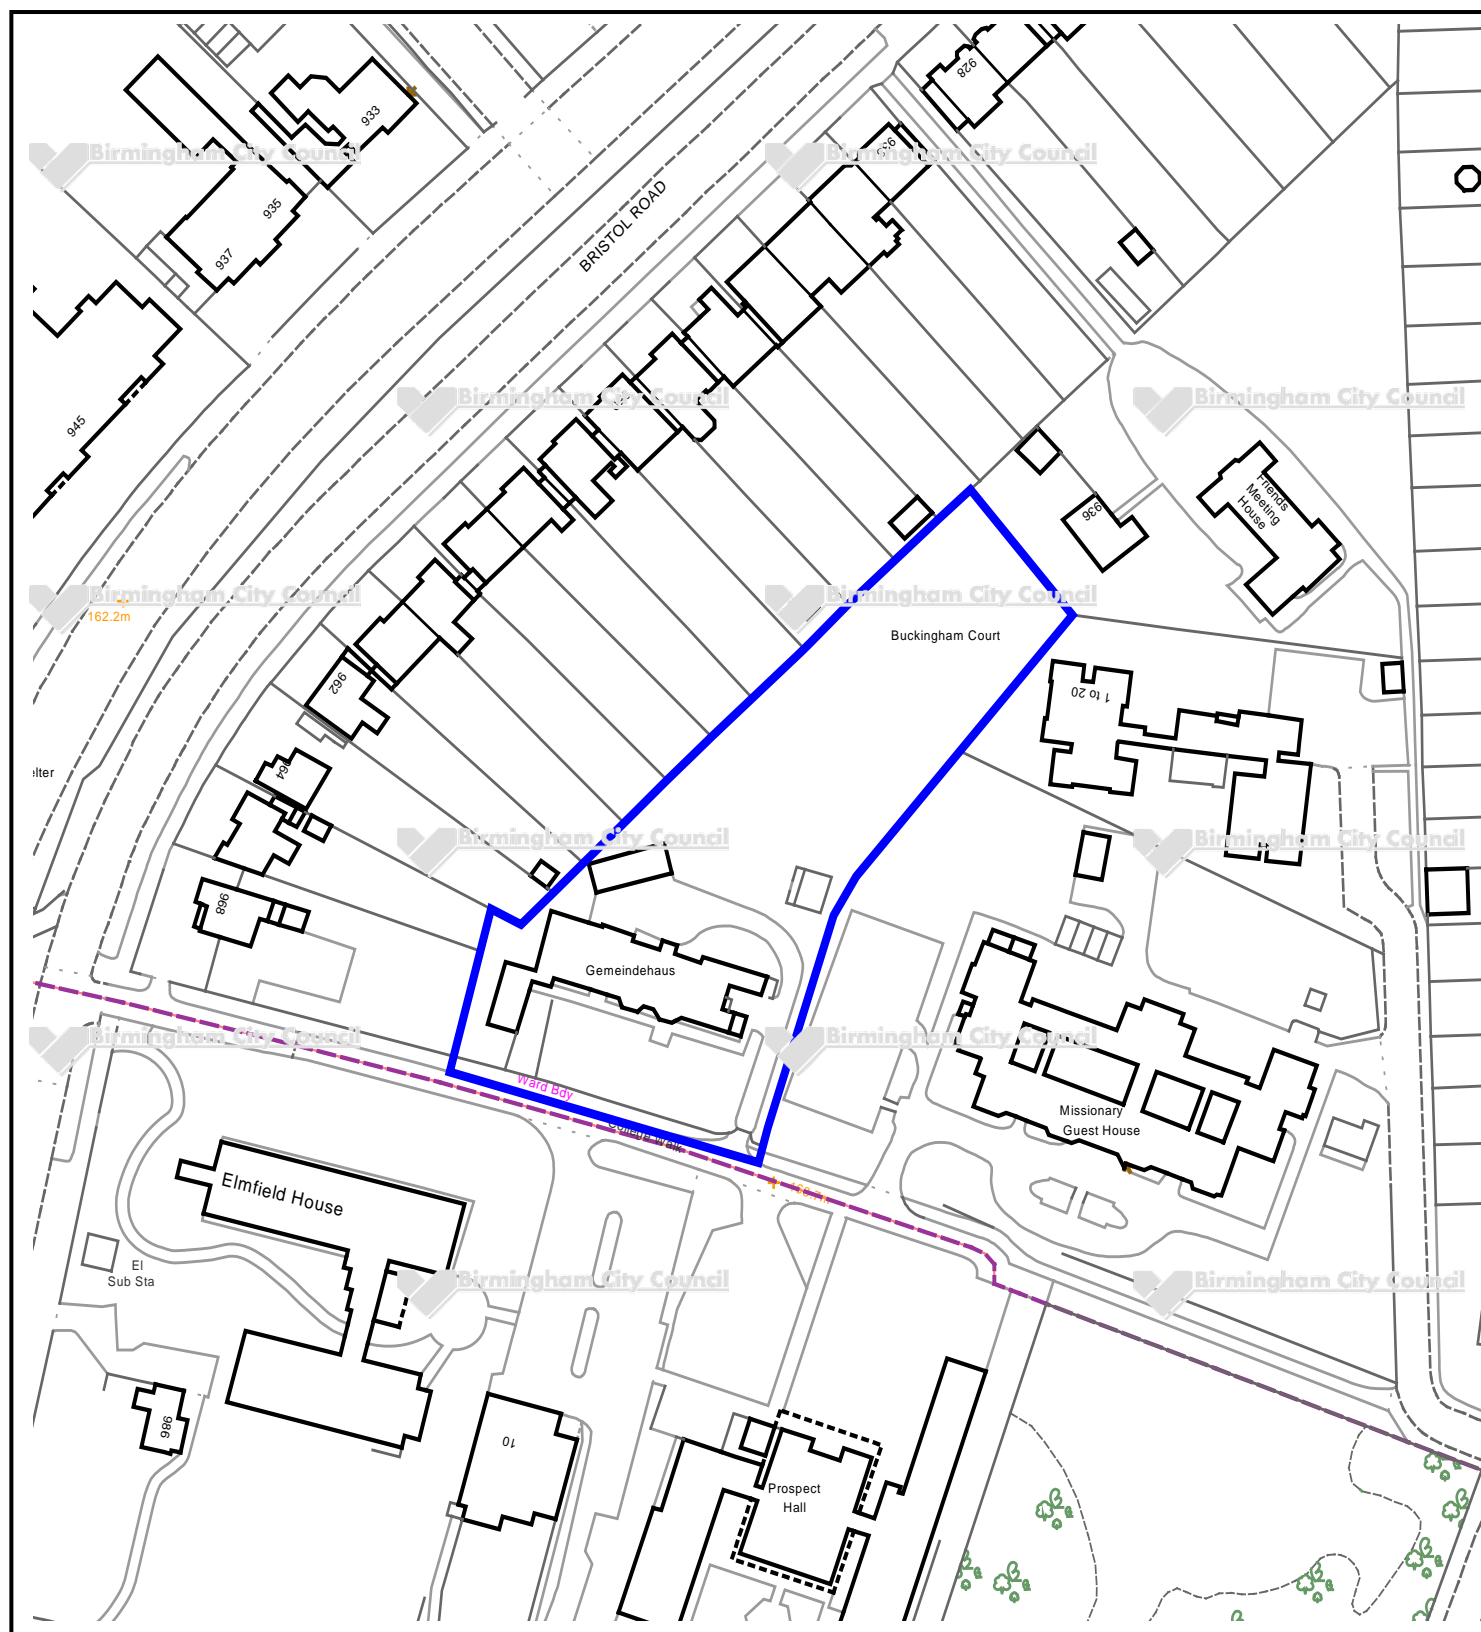 928
933
Birmingham City Council
Birmingham City Council
935
BRISTOL ROAD
937
Birmingham City Council
Birmingham City Council
945
Friends
Meeting
House
936
Birmingham City Council
Birmingham City Council
162.2m
Buckingham Court
962
1 to 20
964
elter
Birmingham City Council
Birmingham City Council
968
Gemeindehaus
Birmingham City Council
Birmingham City Council
Ward Bdy
College Walk
Missionary
Guest House
Elmfield House
El
Sub Sta
Birmingham City Council
Birmingham City Council
986
10
Prospect
Hall